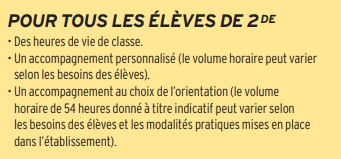 POUR TOUS LES ÉLÈVES DE 2DE
• Des heures de vie de classe.
• Un accompagnement personnalisé (le volume horaire peut varier
selon les besoins des élèves).
• Un accompagnement au choix de l'orientation (le volume
horaire de 54 heures donné à titre indicatif peut varier selon
les besoins des élèves et les modalités pratiques mises en place
dans l'établissement).